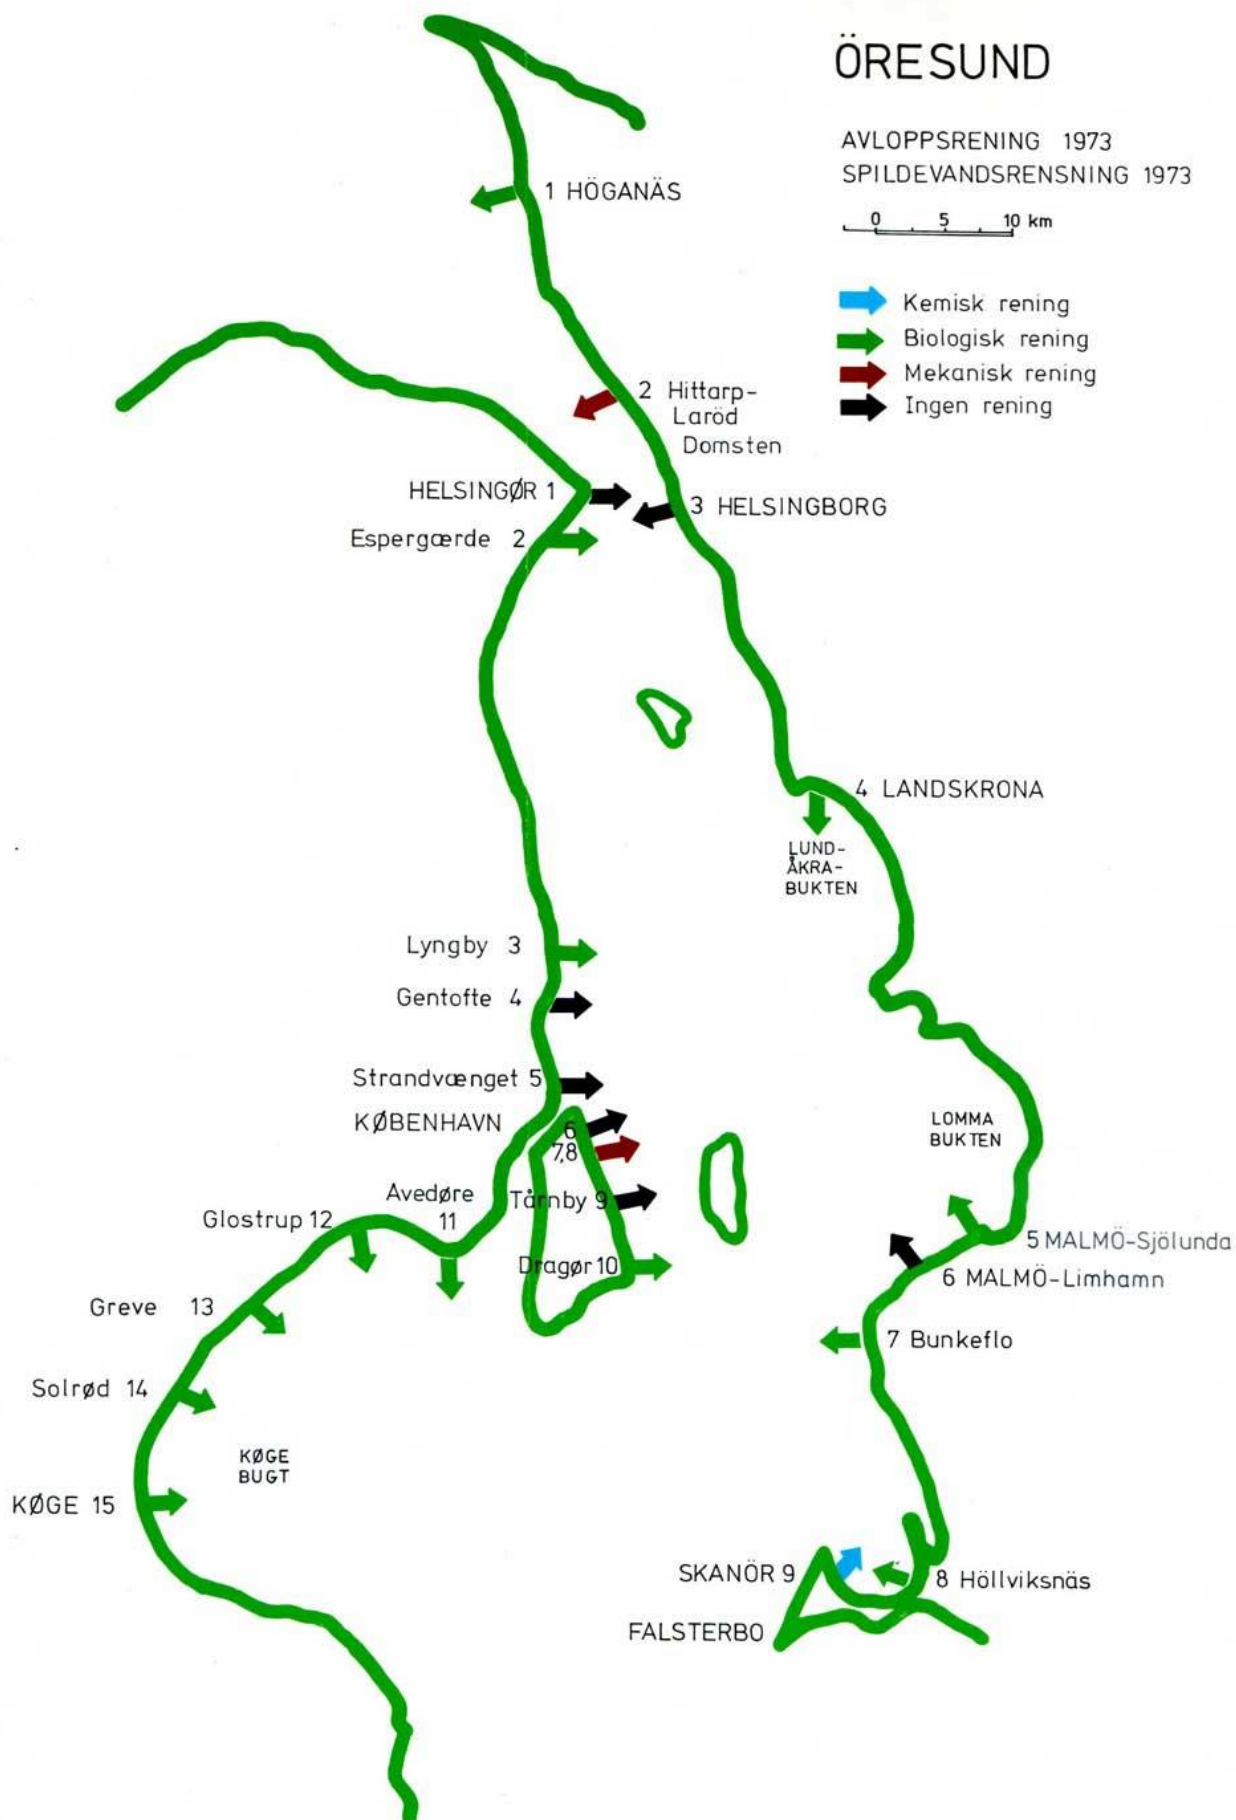 ÖRESUND
AVLOPPSRENING 1973
SPILDEVANDSRENSNING 1973
0 5 10 km
Kemisk rening
Biologisk rening
Mekanisk rening
Ingen rening
1 HÖGANÄS
2 Hittarp-
Laröd
Domsten
HELSINGØR 1
3 HELSINGBORG
Espergærde 2
4 LANDSKRONA
LUND-
ÅKRA-
BUKTEN
Lyngby 3
Gentofte 4
Strandvænget 5
KØBENHAVN
6
7,8
LOMMA
BUKTEN
Avedøre
11
Tårnby 9
Glostrup 12
Dragør 10
5 MALMÖ-Sjölunda
6 MALMÖ-Limhamn
Greve 13
7 Bunkeflo
Solrød 14
KØGE
BUGT
KØGE 15
SKANÖR 9
8 Höllviksnäs
FALSTERBO